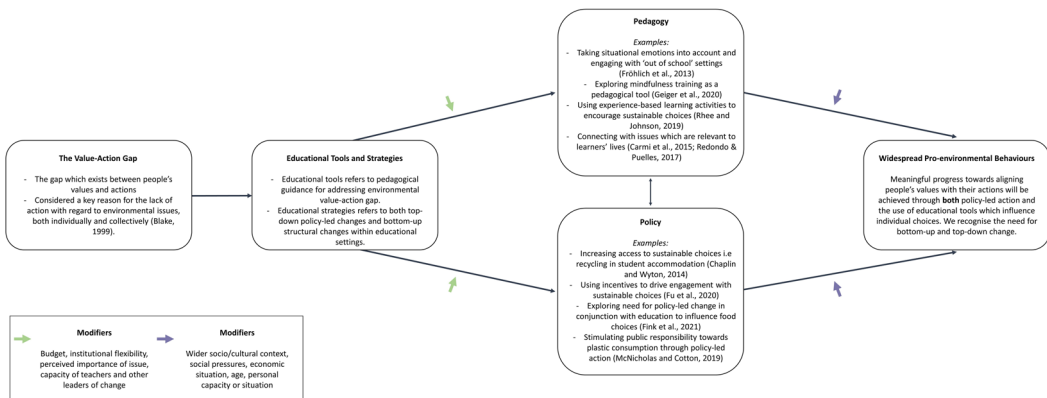 The Value-Action Gap
- The gap which exists between people's
values and actions
- Considered a key reason for the lack of
action with regard to environmental issues,
both individually and collectively (Blake,
1999).
Educational Tools and Strategies
- Educational tools refers to pedagogical
guidance for addressing environmental
value-action gap.
- Educational strategies refers to both top-
down policy-led changes and bottom-up
structural changes within educational
settings.
Pedagogy
Examples:
- Taking situational emotions into account and
engaging with 'out of school' settings
(Fröhlich et al., 2013)
- Exploring mindfulness training as a
pedagogical tool (Geiger et al., 2020)
- Using experience-based learning activities to
encourage sustainable choices (Rhee and
Johnson, 2019)
- Connecting with issues which are relevant to
learners' lives (Carmi et al., 2015; Redondo &
Puelles, 2017)
Policy
Examples:
- Increasing access to sustainable choices i.e
recycling in student accommodation (Chaplin
and Wyton, 2014)
- Using incentives to drive engagement with
sustainable choices (Fu et al., 2020)
- Exploring need for policy-led change in
conjunction with education to influence food
choices (Fink et al., 2021)
- Stimulating public responsibility towards
plastic consumption through policy-led
action (McNicholas and Cotton, 2019)
Widespread Pro-environmental Behaviours
Meaningful progress towards aligning
people's values with their actions will be
achieved through both policy-led action and
the use of educational tools which influence
individual choices. We recognise the need for
bottom-up and top-down change.
Modifiers
Budget, institutional flexibility,
perceived importance of issue,
capacity of teachers and other
leaders of change
Modifiers
Wider socio/cultural context,
social pressures, economic
situation, age, personal
capacity or situation